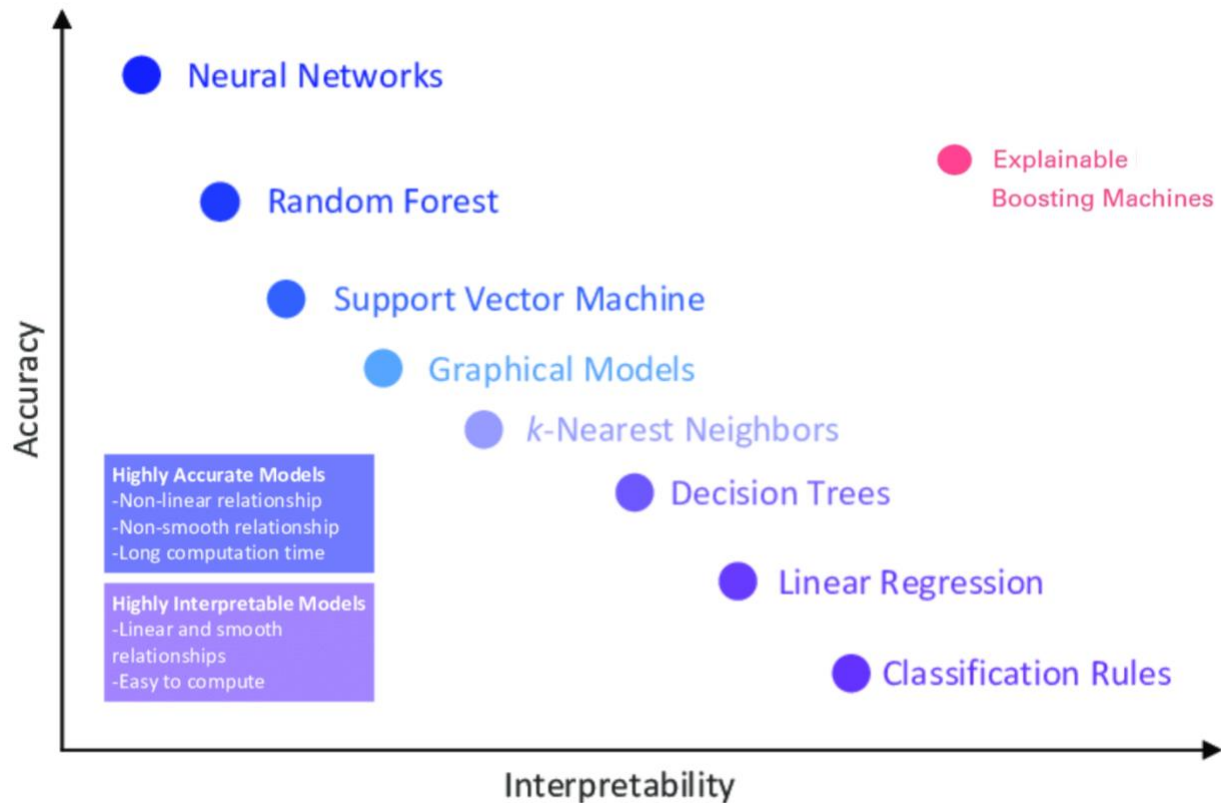 Neural Networks
Explainable
Boosting Machines
Random Forest
Support Vector Machine
Graphical Models
k-Nearest Neighbors
Decision Trees
Linear Regression
Classification Rules
Accuracy
Highly Accurate Models
-Non-linear relationship
-Non-smooth relationship
-Long computation time
Highly Interpretable Models
-Linear and smooth
relationships
-Easy to compute
Interpretability